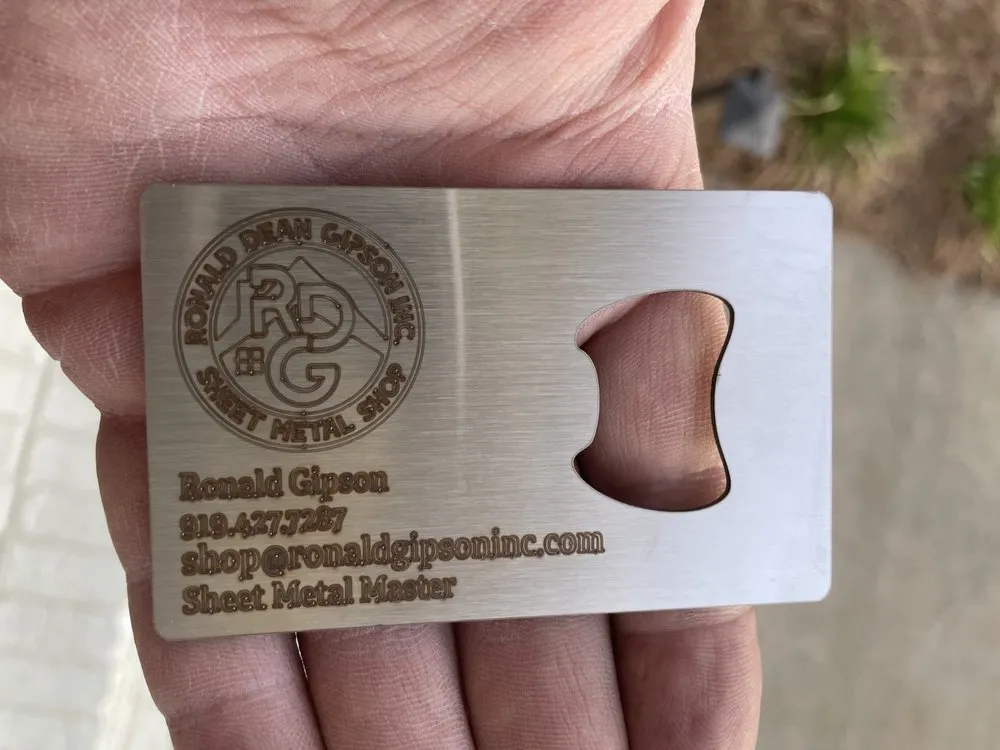 RONALD DEAN GIPSON INC
RDG
SHEET METAL SHOP
Ronald Gipson
919.427.7287
shop@ronaldgipsoninc.com
Sheet Metal Master